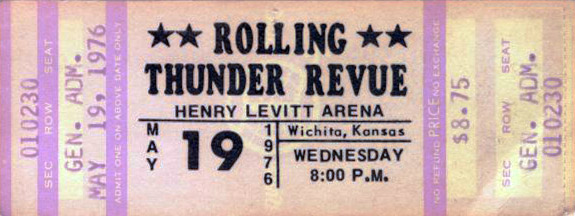 010230
SEC ROW SEAT
GEN. ADM.
MAY 19, 1976
ADMIT ONE ON ABOVE DATE ONLY
★★ ROLLING ★★
THUNDER REVUE
HENRY LEVITT ARENA
MAY
19
1976
Wichita, Kansas
WEDNESDAY
8:00 P.M.
NO REFUND PRICE NO EXCHANGE
$8.75
SEC ROW SEAT
GEN. ADM.
010230